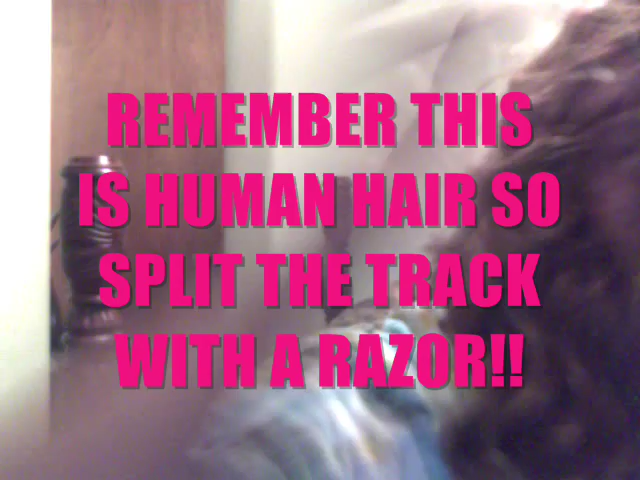 REMEMBER THIS
IS HUMAN HAIR SO
SPLIT THE TRACK
WITH A RAZOR!!